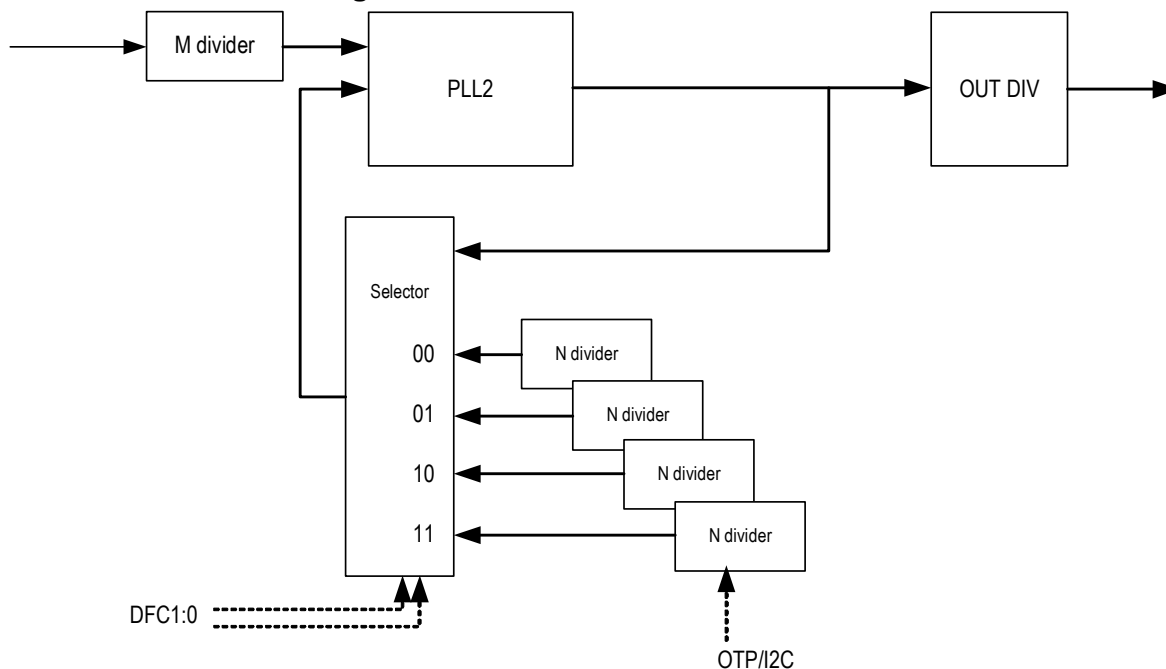 M divider
PLL2
OUT DIV
Selector
00
N divider
01
N divider
10
N divider
11
N divider
DFC1:0
OTP/I2C